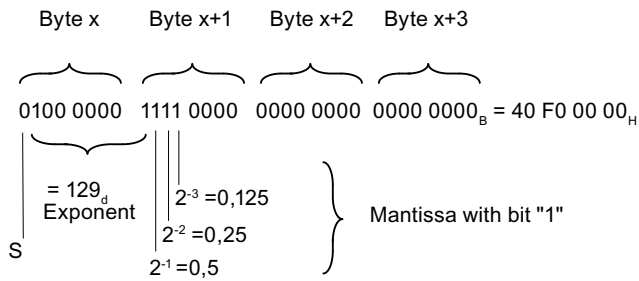 Byte x Byte x+1 Byte x+2 Byte x+3
0100 0000 1111 0000 0000 0000 0000 0000B = 40 F0 00 00H
= 129d
Exponent
2-3 =0,125
Mantissa with bit "1"
2-2 =0,25
S
2-1 =0,5